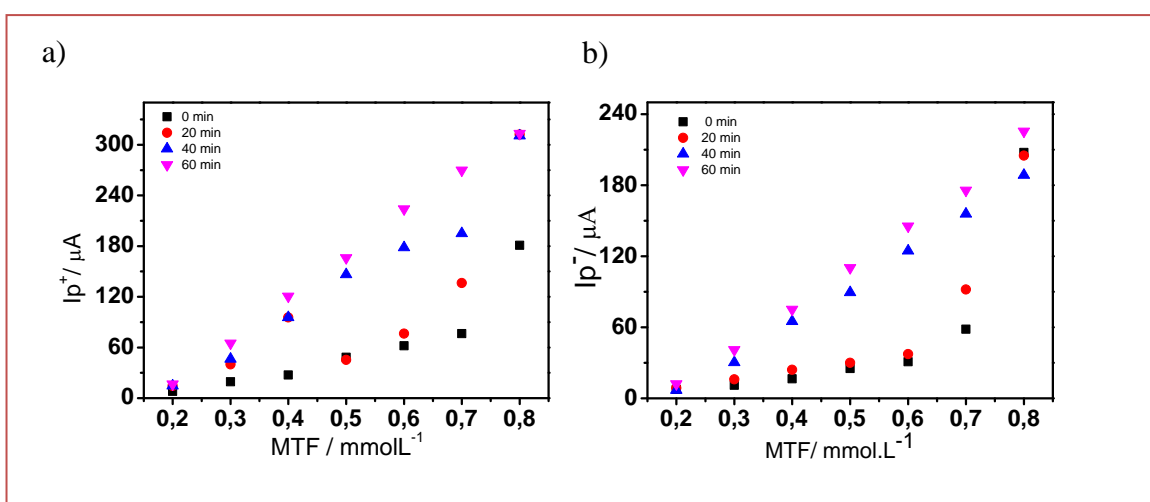 a)
Ip⁺/ μA
300
240
180
120
60
0
0 min
20 min
40 min
60 min
0,2 0,3 0,4 0,5 0,6 0,7 0,8
MTF / mmolL⁻¹
b)
Ip⁻/ μA
240
180
120
60
0
0 min
20 min
40 min
60 min
0,2 0,3 0,4 0,5 0,6 0,7 0,8
MTF/ mmol.L⁻¹